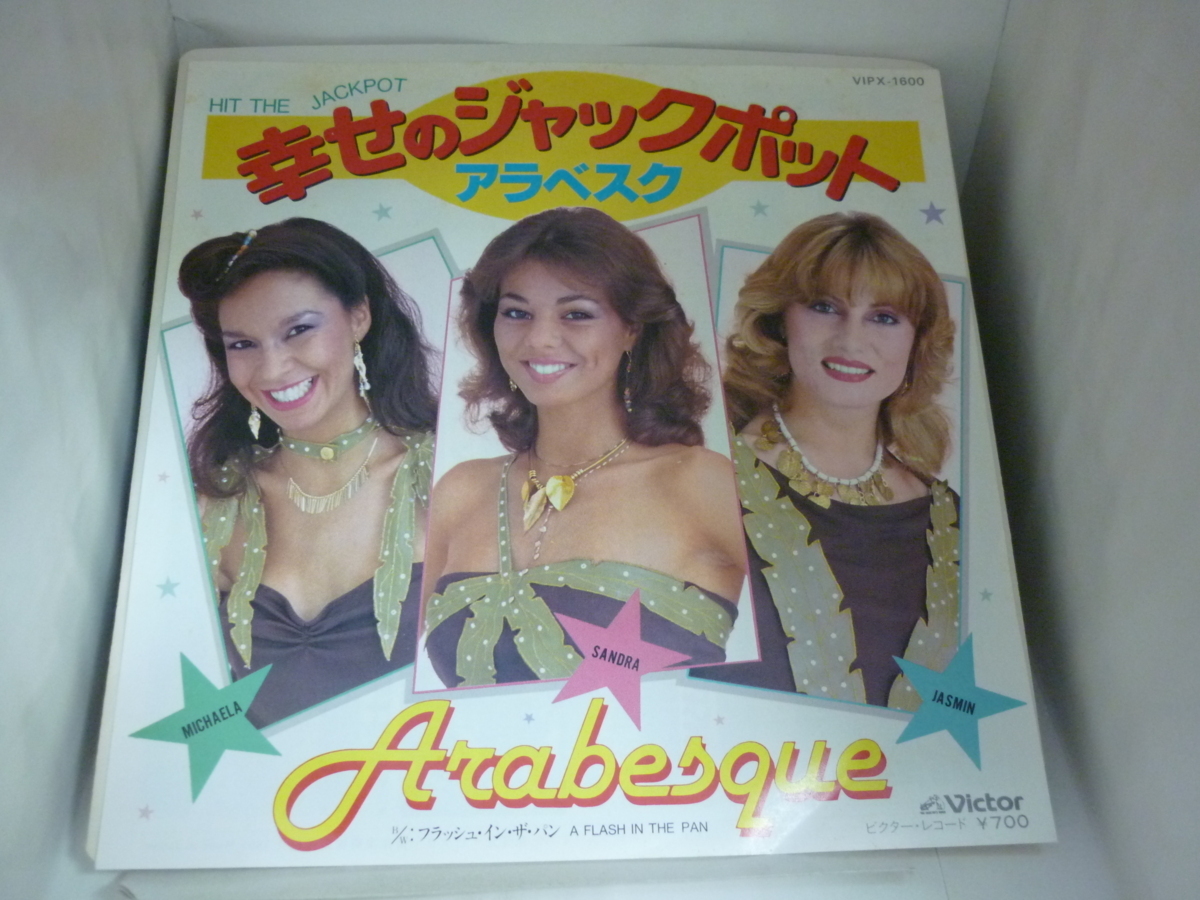 VIPX-1600
HIT THE JACKPOT
幸せのジャックポット
アラベスク
MICHAELA
SANDRA
JASMIN
Arabesque
B/W: フラッシュ・イン・ザ・パン A FLASH IN THE PAN
Victor
ビクター・レコード ¥700